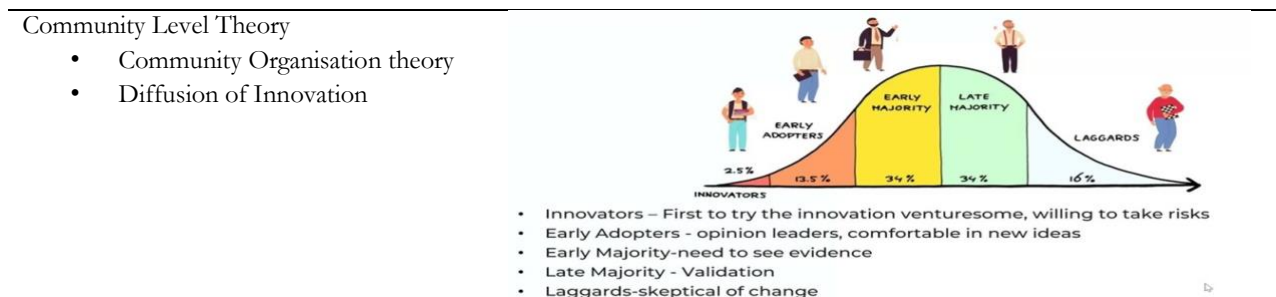 Community Level Theory
• Community Organisation theory
• Diffusion of Innovation
EARLY
MAJORITY
LATE
MAJORITY
EARLY
ADOPTERS
LAGGARDS
2.5%
13.5%
34%
34%
16%
INNOVATORS
• Innovators – First to try the innovation venturesome, willing to take risks
• Early Adopters - opinion leaders, comfortable in new ideas
• Early Majority-need to see evidence
• Late Majority - Validation
• Laggards-skeptical of change